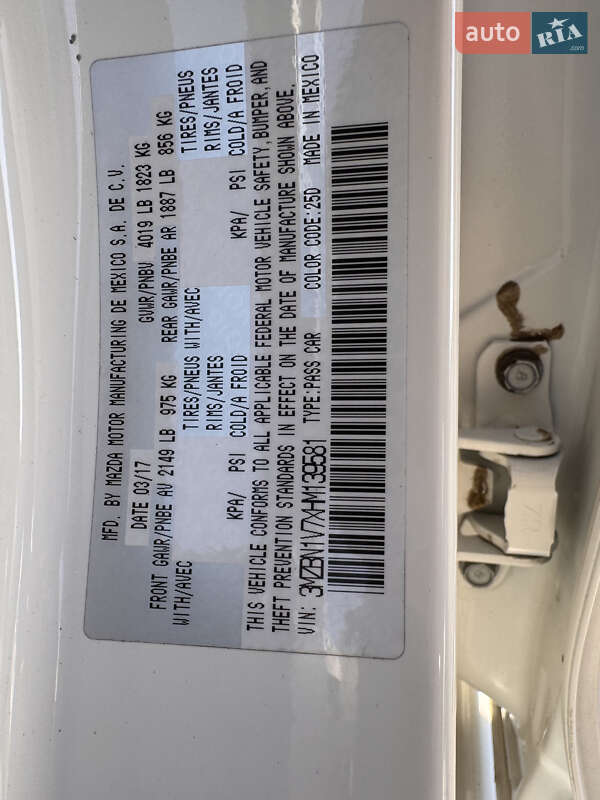 auto RIA.com
MFD. BY MAZDA MOTOR MANUFACTURING DE MEXICO S.A. DE C.V.
DATE 03/17 GVWR/PNBV 4019 LB 1823 KG
FRONT GAWR/PNBE AV 2149 LB 975 KG REAR GAWR/PNBE AR 1887 LB 856 KG
WITH/AVEC TIRES/PNEUS WITH/AVEC TIRES/PNEUS
RIMS/JANTES RIMS/JANTES
KPA/ PSI COLD/A FROID KPA/ PSI COLD/A FROID
THIS VEHICLE CONFORMS TO ALL APPLICABLE FEDERAL MOTOR VEHICLE SAFETY, BUMPER, AND
THEFT PREVENTION STANDARDS IN EFFECT ON THE DATE OF MANUFACTURE SHOWN ABOVE.
VIN: 3MZBN1V7XHM139581 TYPE:PASS CAR COLOR CODE:25D MADE IN MEXICO